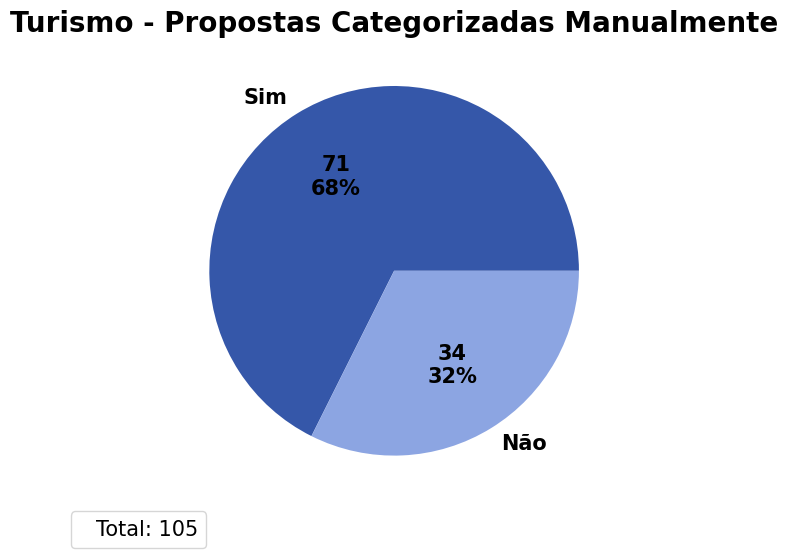 Turismo - Propostas Categorizadas Manualmente
Sim
71
68%
34
32%
Não
Total: 105